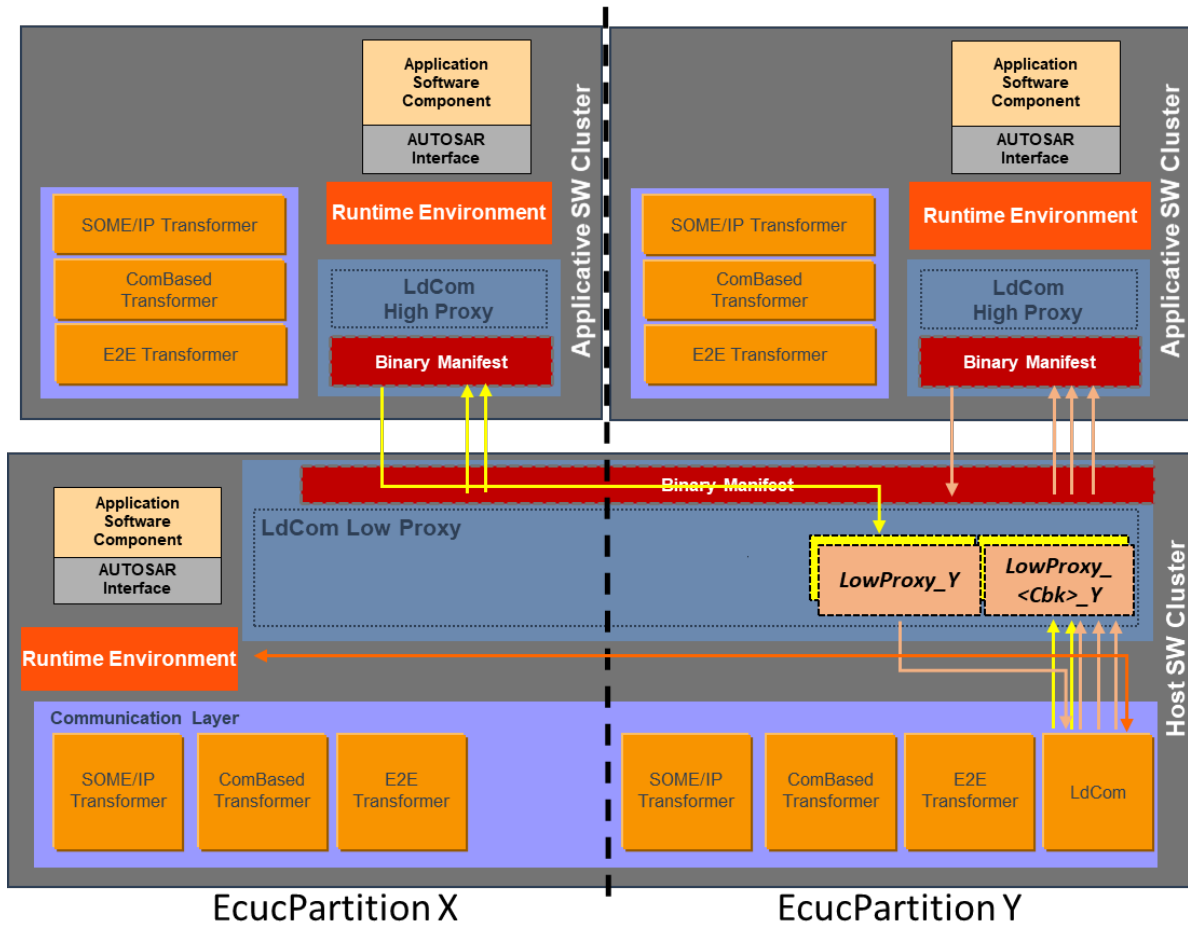 Application
Software
Component
AUTOSAR
Interface
Runtime Environment
SOME/IP Transformer
ComBased
Transformer
E2E Transformer
LdCom
High Proxy
Binary Manifest
Applicative SW Cluster
Application
Software
Component
AUTOSAR
Interface
Runtime Environment
SOME/IP Transformer
ComBased
Transformer
E2E Transformer
LdCom
High Proxy
Binary Manifest
Applicative SW Cluster
Binary Manifest
LdCom Low Proxy
Application
Software
Component
AUTOSAR
Interface
LowProxy_Y
LowProxy_
<Cbk>_Y
Runtime Environment
Host SW Cluster
Communication Layer
SOME/IP
Transformer
ComBased
Transformer
E2E
Transformer
SOME/IP
Transformer
ComBased
Transformer
E2E
Transformer
LdCom
EcucPartition X
EcucPartition Y